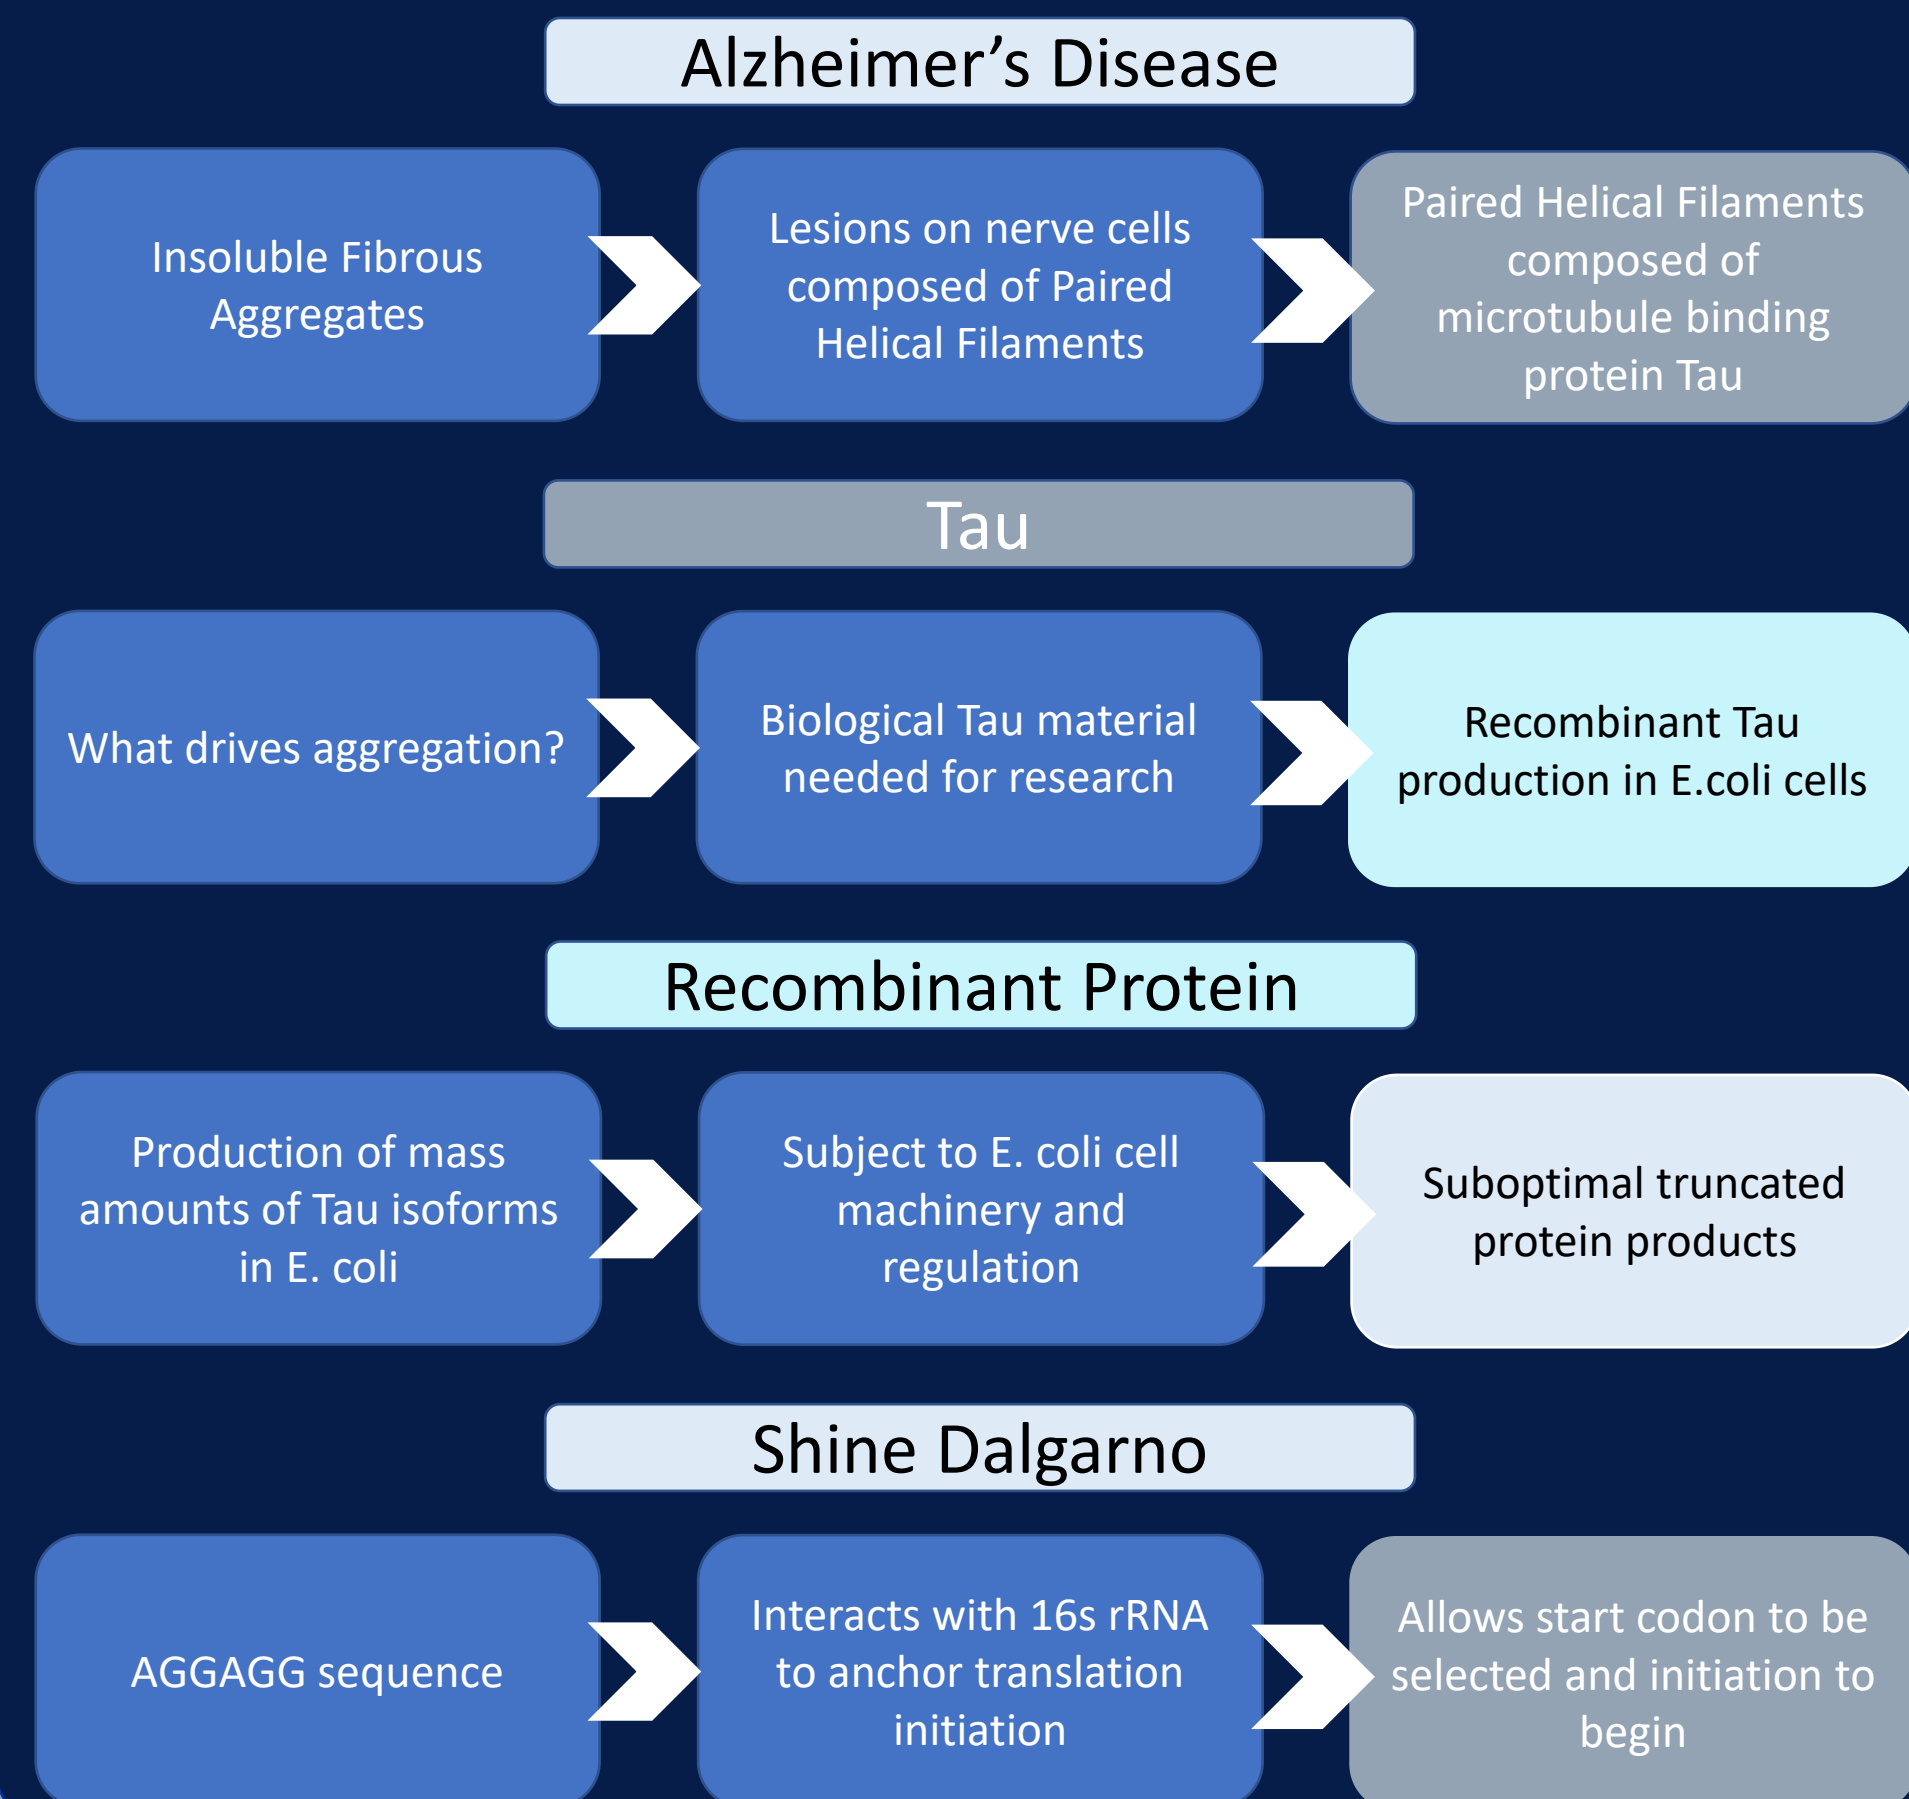 Alzheimer’s Disease
Insoluble Fibrous
Aggregates
Lesions on nerve cells
composed of Paired
Helical Filaments
Paired Helical Filaments
composed of
microtubule binding
protein Tau
Tau
What drives aggregation?
Biological Tau material
needed for research
Recombinant Tau
production in E.coli cells
Recombinant Protein
Production of mass
amounts of Tau isoforms
in E. coli
Subject to E. coli cell
machinery and
regulation
Suboptimal truncated
protein products
Shine Dalgarno
AGGAGG sequence
Interacts with 16s rRNA
to anchor translation
initiation
Allows start codon to be
selected and initiation to
begin